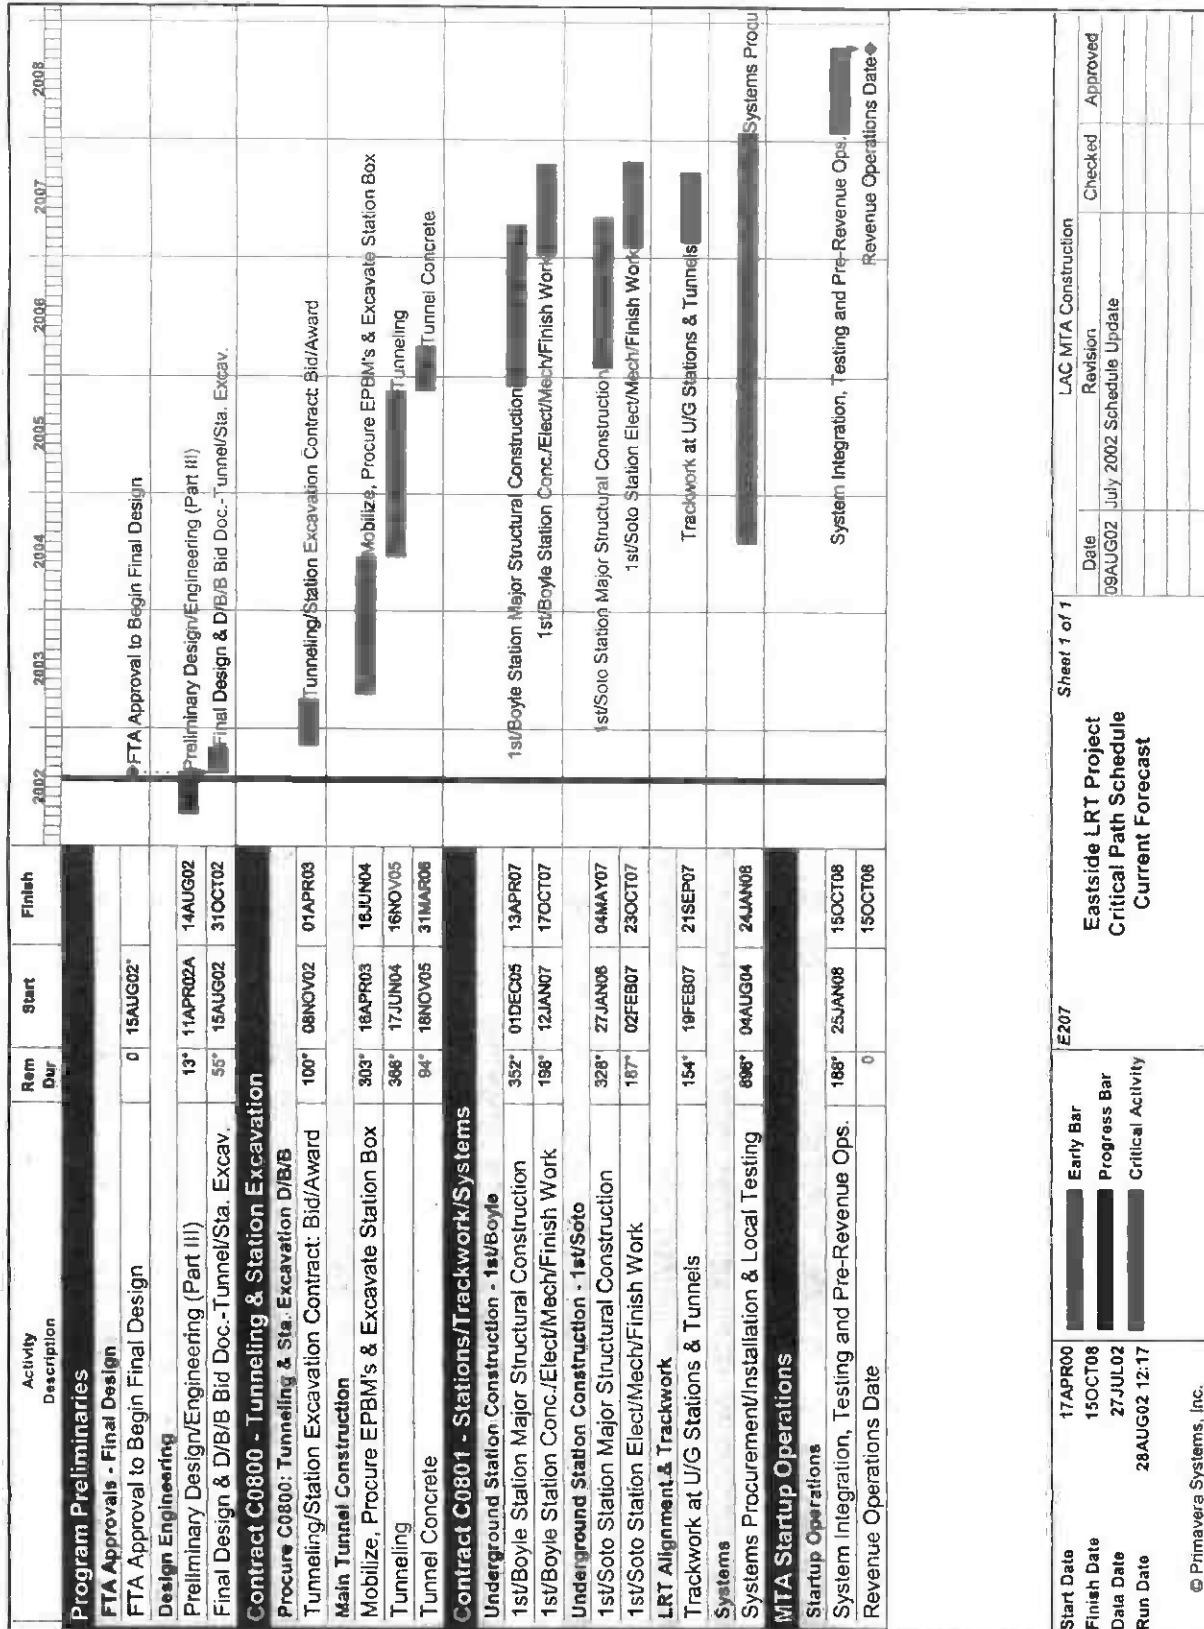 Activity Description Rem Dur Start Finish 2002 2003 2004 2005 2006 2007 2008
Program Preliminaries
FTA Approvals - Final Design
FTA Approval to Begin Final Design 0 15AUG02* FTA Approval to Begin Final Design
Design Engineering
Preliminary Design/Engineering (Part III) 13* 11APR02A 14AUG02 Preliminary Design/Engineering (Part III)
Final Design & D/B/B Bid Doc.-Tunnel/Sta. Excav. 55* 15AUG02 31OCT02 Final Design & D/B/B Bid Doc.-Tunnel/Sta. Excav.
Contract C0800 - Tunneling & Station Excavation
Procure C0800: Tunneling & Sta. Excavation D/B/B
Tunneling/Station Excavation Contract: Bid/Award 100* 08NOV02 01APR03 Tunneling/Station Excavation Contract: Bid/Award
Main Tunnel Construction
Mobilize, Procure EPBM's & Excavate Station Box 303* 16APR03 16JUN04 Mobilize, Procure EPBM's & Excavate Station Box
Tunneling 17JUN04 16NOV05 Tunneling
Tunnel Concrete 94* 18NOV05 31MAR06 Tunnel Concrete
Contract C0801 - Stations/Trackwork/Systems
Underground Station Construction - 1st/Boyle
1st/Boyle Station Major Structural Construction 352* 01DEC05 13APR07 1st/Boyle Station Major Structural Construction
1st/Boyle Station Conc./Elect/Mech/Finish Work 198* 12JAN07 17OCT07 1st/Boyle Station Conc./Elect/Mech/Finish Work
Underground Station Construction - 1st/Soto
1st/Soto Station Major Structural Construction 328* 27JAN06 04MAY07 1st/Soto Station Major Structural Construction
1st/Soto Station Elect/Mech/Finish Work 187* 02FEB07 23OCT07 1st/Soto Station Elect/Mech/Finish Work
LRT Alignment & Trackwork
Trackwork at U/G Stations & Tunnels 154* 19FEB07 21SEP07 Trackwork at U/G Stations & Tunnels
Systems
Systems Procurement/Installation & Local Testing 898* 04AUG04 24JAN08 Systems Procu
MTA Startup Operations
Startup Operations
System Integration, Testing and Pre-Revenue Ops. 188* 25JAN08 15OCT08 System Integration, Testing and Pre-Revenue Ops.
Revenue Operations Date 0 15OCT08 Revenue Operations Date
Start Date 17APR00
Finish Date 15OCT08
Data Date 27JUL02
Run Date 28AUG02 12:17
© Primavera Systems, Inc.
Early Bar
Progress Bar
Critical Activity
E207
Sheet 1 of 1
Eastside LRT Project
Critical Path Schedule
Current Forecast
LAC MTA Construction
Date Revision Checked Approved
09AUG02 July 2002 Schedule Update